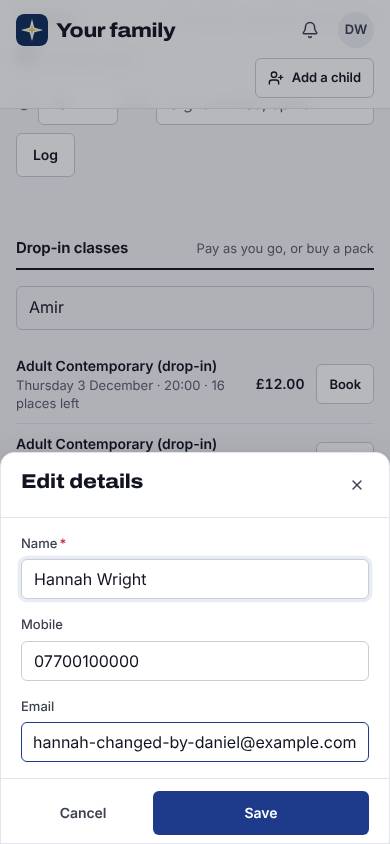 Your family
DW
Add a child
Log
Drop-in classes
Pay as you go, or buy a pack
Amir
Adult Contemporary (drop-in)
Thursday 3 December · 20:00 · 16
places left
£12.00
Book
Adult Contemporary (drop-in)
Edit details
Name *
Hannah Wright
Mobile
07700100000
Email
hannah-changed-by-daniel@example.com
Cancel
Save